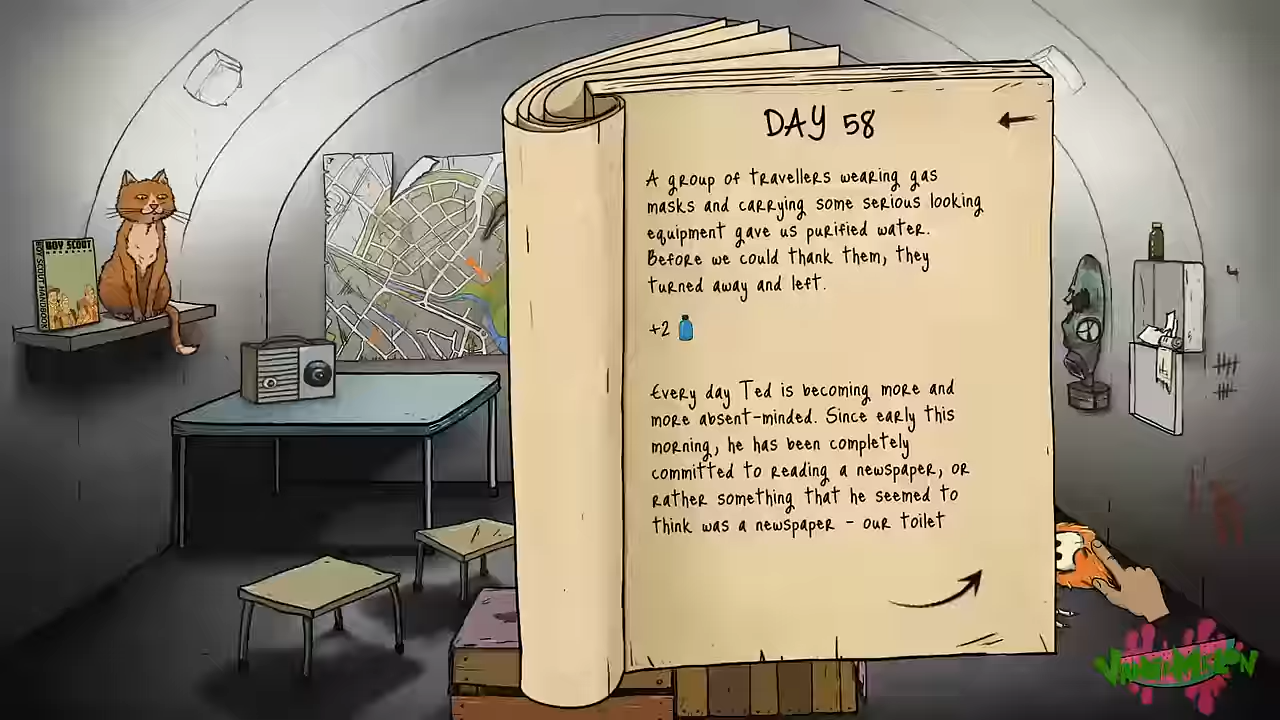 DAY 58
A group of travellers wearing gas
masks and carrying some serious looking
equipment gave us purified water.
Before we could thank them, they
turned away and left.
+2
Every day Ted is becoming more and
more absent-minded. Since early this
morning, he has been completely
committed to reading a newspaper, or
rather something that he seemed to
think was a newspaper - our toilet
BOY SCOUT
BOY SCOUT HANDBOOK